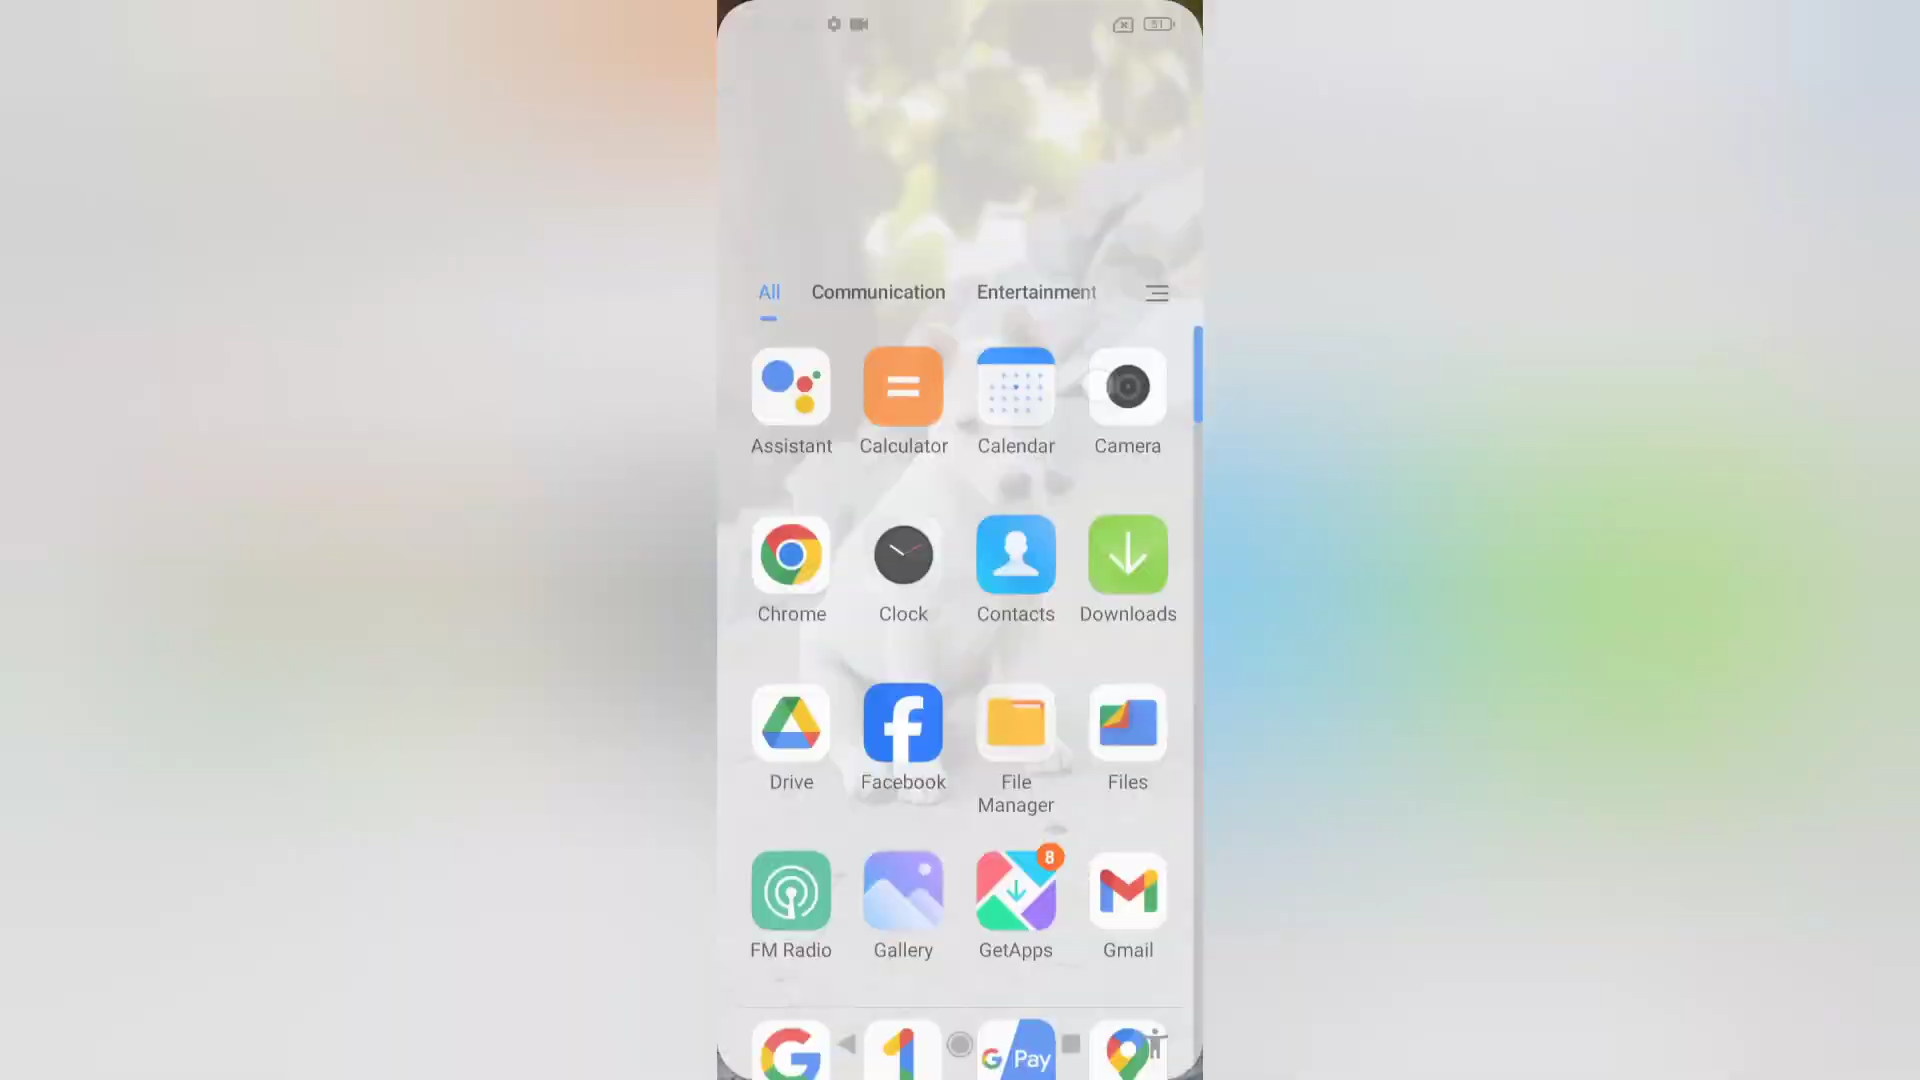 51
All Communication Entertainment
Assistant Calculator Calendar Camera
Chrome Clock Contacts Downloads
Drive Facebook File Manager Files
8
FM Radio Gallery GetApps Gmail
G Pay